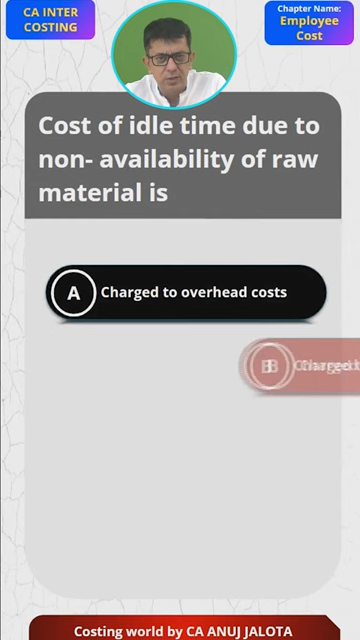 CA INTER
COSTING
Chapter Name:
Employee
Cost
Cost of idle time due to
non- availability of raw
material is
A Charged to overhead costs
B
Costing world by CA ANUJ JALOTA